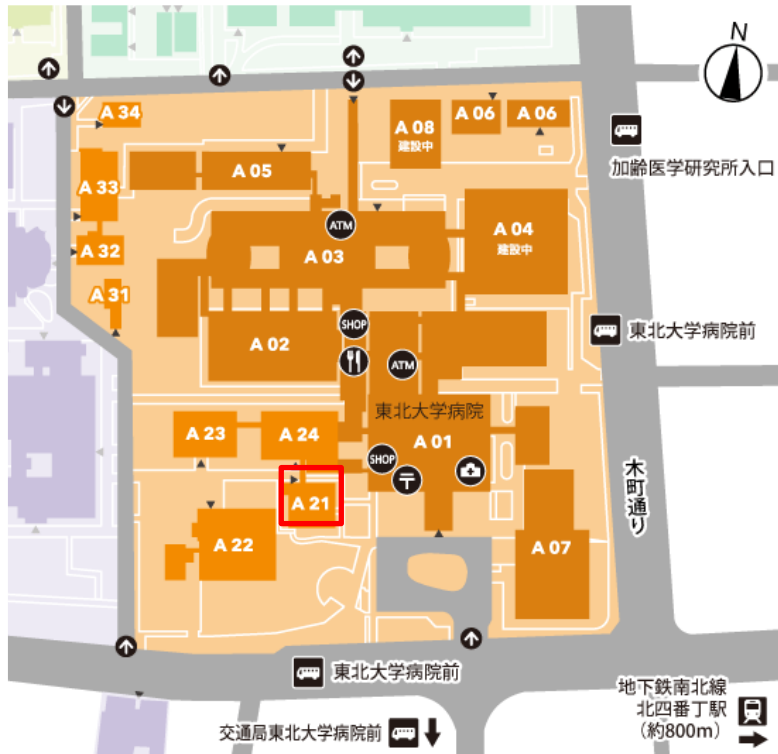 N
A 34
A 08
建設中
A 06
A 06
加齢医学研究所入口
A 05
A 33
ATM
A 04
建設中
A 32
A 03
A 31
SHOP
東北大学病院前
A 02
ATM
東北大学病院
A 23
A 24
A 01
SHOP
〒
木町通り
A 21
A 22
A 07
東北大学病院前
地下鉄南北線
北四番丁駅
(約800m)
交通局東北大学病院前